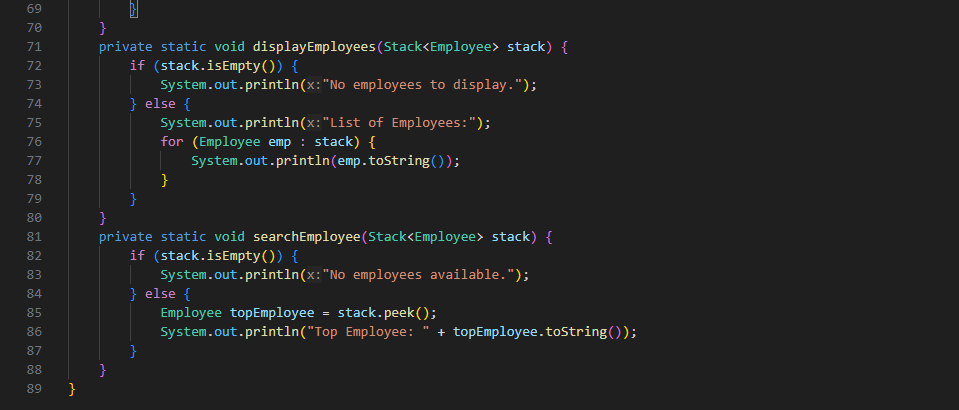 69 }
70 }
71 private static void displayEmployees(Stack<Employee> stack) {
72 if (stack.isEmpty()) {
73 System.out.println(x:"No employees to display.");
74 } else {
75 System.out.println(x:"List of Employees:");
76 for (Employee emp : stack) {
77 System.out.println(emp.toString());
78 }
79 }
80 }
81 private static void searchEmployee(Stack<Employee> stack) {
82 if (stack.isEmpty()) {
83 System.out.println(x:"No employees available.");
84 } else {
85 Employee topEmployee = stack.peek();
86 System.out.println("Top Employee: " + topEmployee.toString());
87 }
88 }
89 }